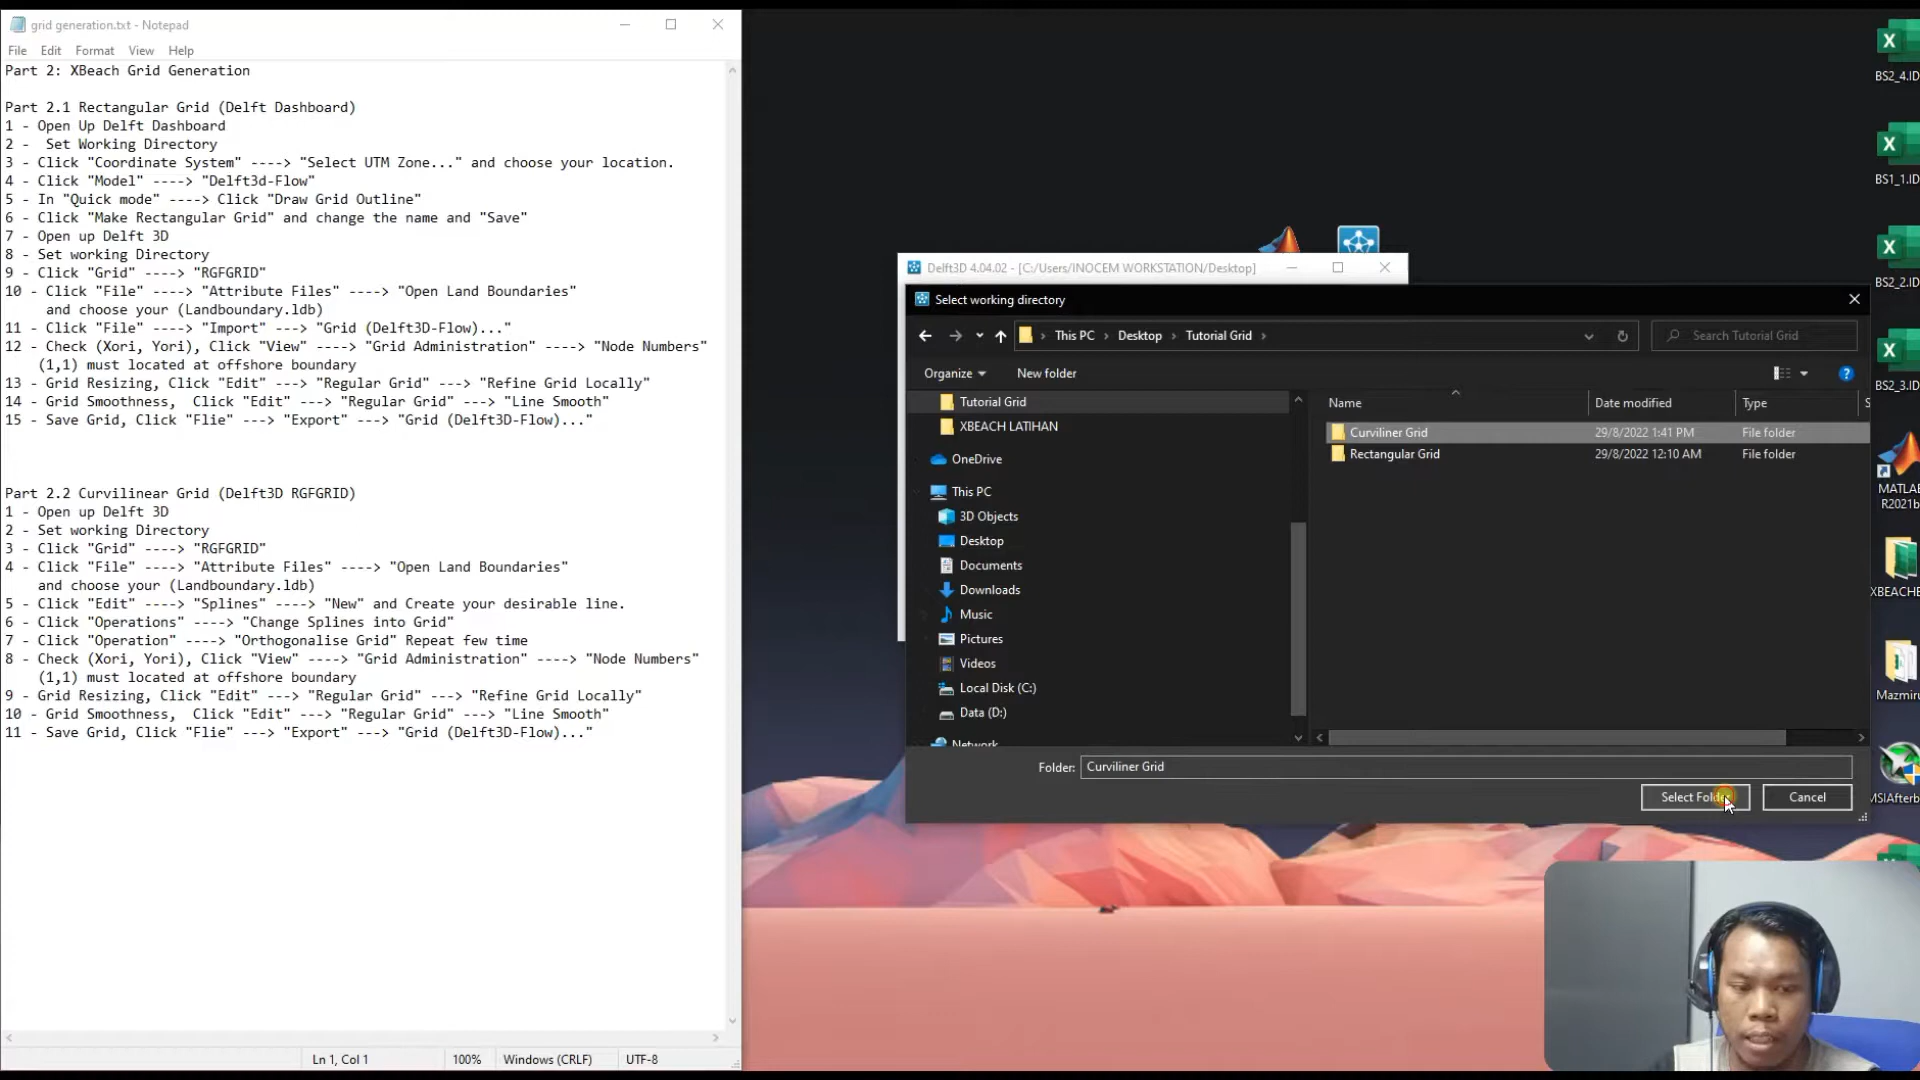 grid generation.txt - Notepad
File Edit Format View Help
Part 2: XBeach Grid Generation
Part 2.1 Rectangular Grid (Delft Dashboard)
1 - Open Up Delft Dashboard
2 -  Set Working Directory
3 - Click "Coordinate System" ----> "Select UTM Zone..." and choose your location.
4 - Click "Model" ----> "Delft3d-Flow"
5 - In "Quick mode" ----> Click "Draw Grid Outline"
6 - Click "Make Rectangular Grid" and change the name and "Save"
7 - Open up Delft 3D
8 - Set working Directory
9 - Click "Grid" ----> "RGFGRID"
10 - Click "File" ----> "Attribute Files" ----> "Open Land Boundaries"
and choose your (Landboundary.ldb)
11 - Click "File" ----> "Import" ---> "Grid (Delft3D-Flow)..."
12 - Check (Xori, Yori), Click "View" ----> "Grid Administration" ----> "Node Numbers"
(1,1) must located at offshore boundary
13 - Grid Resizing, Click "Edit" ---> "Regular Grid" ---> "Refine Grid Locally"
14 - Grid Smoothness,  Click "Edit" ---> "Regular Grid" ---> "Line Smooth"
15 - Save Grid, Click "Flie" ---> "Export" ---> "Grid (Delft3D-Flow)..."
Part 2.2 Curvilinear Grid (Delft3D RGFGRID)
1 - Open up Delft 3D
2 - Set working Directory
3 - Click "Grid" ----> "RGFGRID"
4 - Click "File" ----> "Attribute Files" ----> "Open Land Boundaries"
and choose your (Landboundary.ldb)
5 - Click "Edit" ----> "Splines" ----> "New" and Create your desirable line.
6 - Click "Operations" ----> "Change Splines into Grid"
7 - Click "Operation" ----> "Orthogonalise Grid" Repeat few time
8 - Check (Xori, Yori), Click "View" ----> "Grid Administration" ----> "Node Numbers"
(1,1) must located at offshore boundary
9 - Grid Resizing, Click "Edit" ---> "Regular Grid" ---> "Refine Grid Locally"
10 - Grid Smoothness,  Click "Edit" ---> "Regular Grid" ---> "Line Smooth"
11 - Save Grid, Click "Flie" ---> "Export" ---> "Grid (Delft3D-Flow)..."
Ln 1, Col 1 100% Windows (CRLF) UTF-8
Delft3D 4.04.02 - [C:/Users/INOCEM WORKSTATION/Desktop]
Select working directory
This PC > Desktop > Tutorial Grid >
Search Tutorial Grid
Organize New folder
Tutorial Grid
XBEACH LATIHAN
OneDrive
This PC
3D Objects
Desktop
Documents
Downloads
Music
Pictures
Videos
Local Disk (C:)
Data (D:)
Network
Name Date modified Type
Curviliner Grid 29/8/2022 1:41 PM File folder
Rectangular Grid 29/8/2022 12:10 AM File folder
Folder: Curviliner Grid
Select Cancel
BS2_4.ID
BS1_1.ID
BS2_2.ID
BS2_3.ID
MATLAB
R2021b
XBEACHE
Mazmiru
MSIAfterb